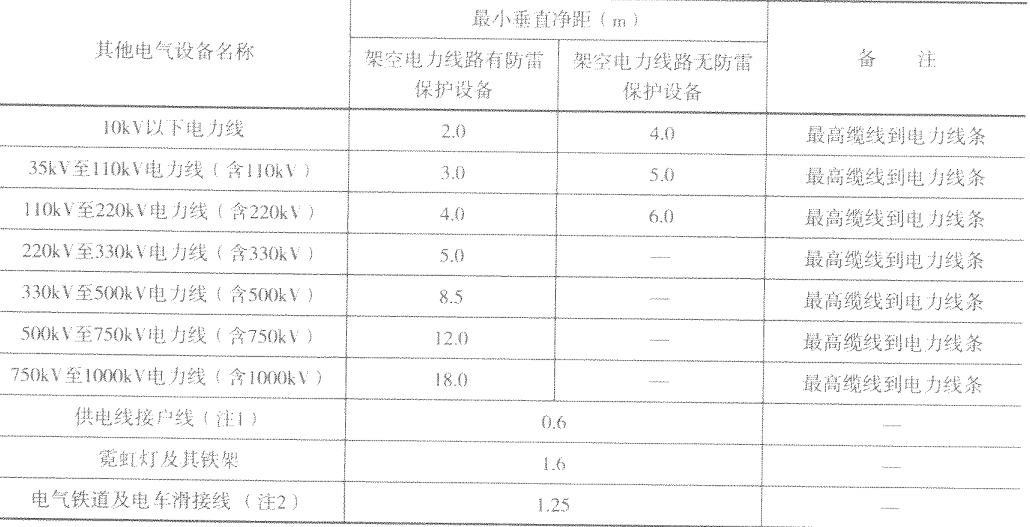 其他电气设备名称 最小垂直净距（m） 备 注
架空电力线路有防雷保护设备 架空电力线路无防雷保护设备
10kV以下电力线 2.0 4.0 最高缆线到电力线条
35kV至110kV电力线（含110kV） 3.0 5.0 最高缆线到电力线条
110kV至220kV电力线（含220kV） 4.0 6.0 最高缆线到电力线条
220kV至330kV电力线（含330kV） 5.0 — 最高缆线到电力线条
330kV至500kV电力线（含500kV） 8.5 — 最高缆线到电力线条
500kV至750kV电力线（含750kV） 12.0 — 最高缆线到电力线条
750kV至1000kV电力线（含1000kV） 18.0 — 最高缆线到电力线条
供电线接户线（注1） 0.6 —
霓虹灯及其铁架 1.6 —
电气铁道及电车滑接线（注2） 1.25 —